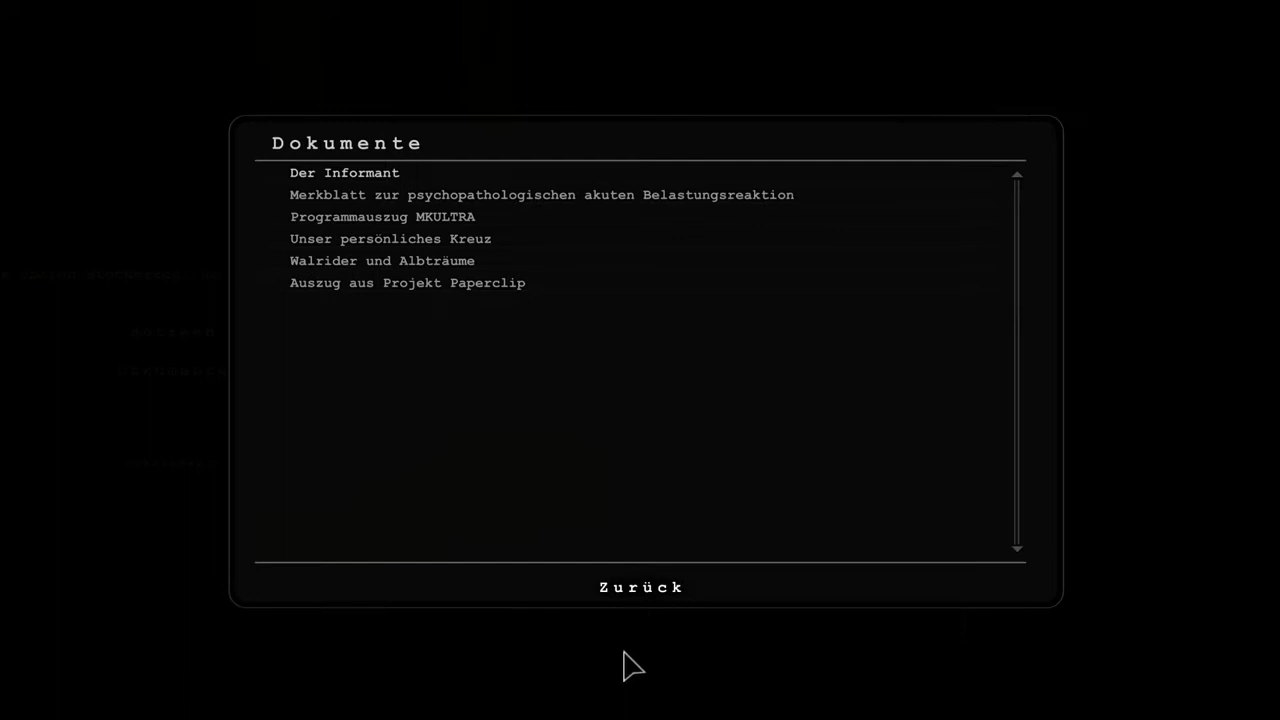 Dokumente
Der Informant
Merkblatt zur psychopathologischen akuten Belastungsreaktion
Programmauszug MKULTRA
Unser persönliches Kreuz
Walrider und Albträume
Auszug aus Projekt Paperclip
Zurück